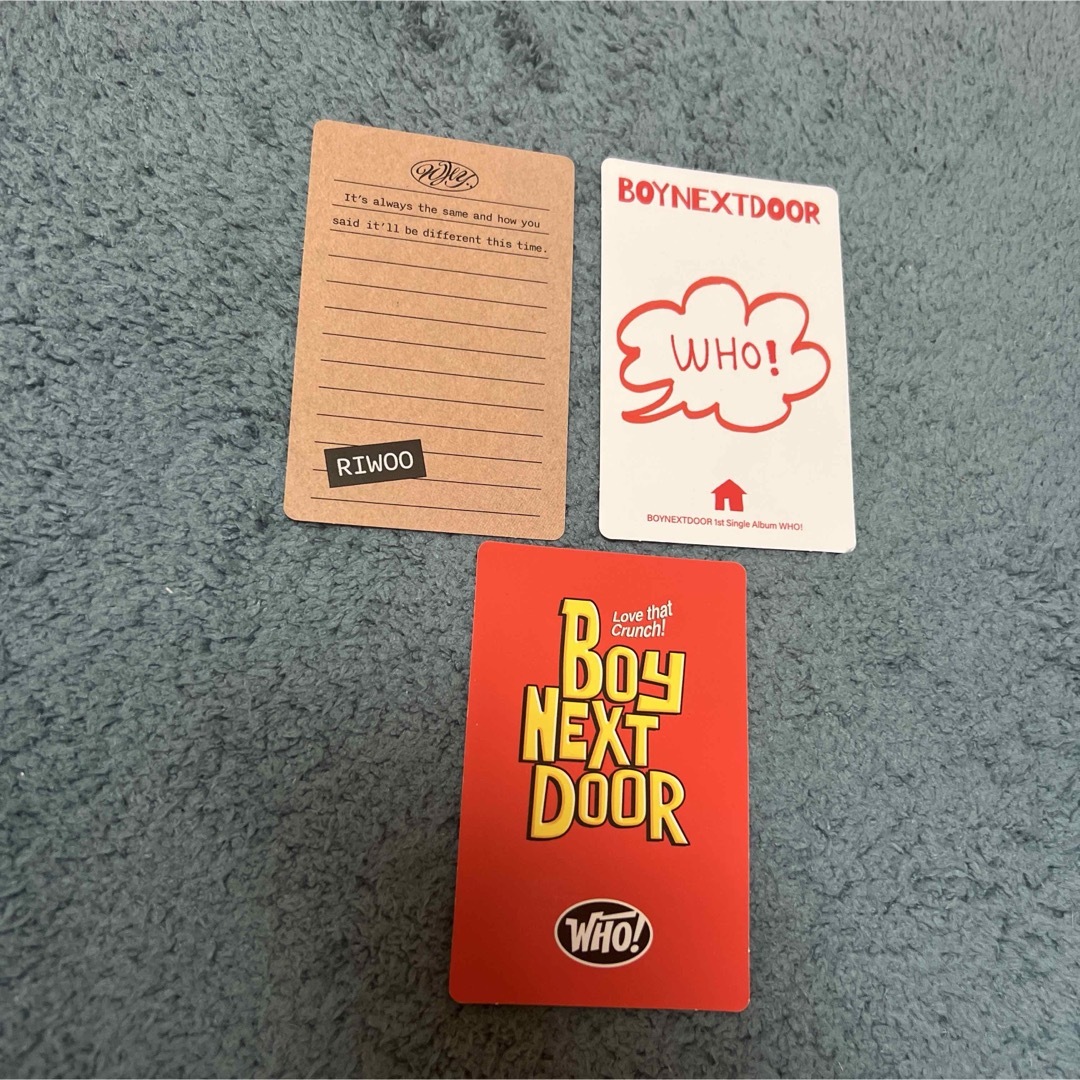 Why.
It's always the same and how you
said it'll be different this time.
RIWOO
BOYNEXTDOOR
WHO!
BOYNEXTDOOR 1st Single Album WHO!
Love that
Crunch!
BOY
NEXT
DOOR
WHO!